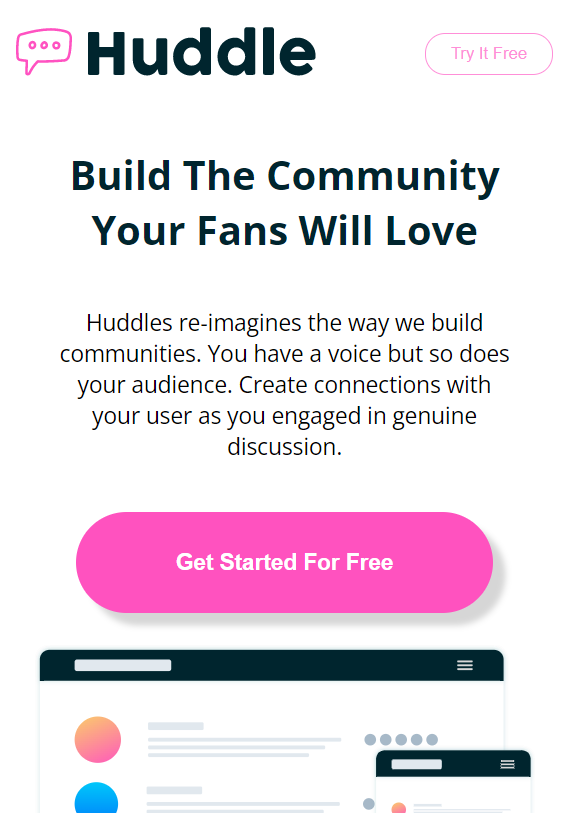 Huddle
Try It Free
Build The Community
Your Fans Will Love
Huddles re-imagines the way we build
communities. You have a voice but so does
your audience. Create connections with
your user as you engaged in genuine
discussion.
Get Started For Free